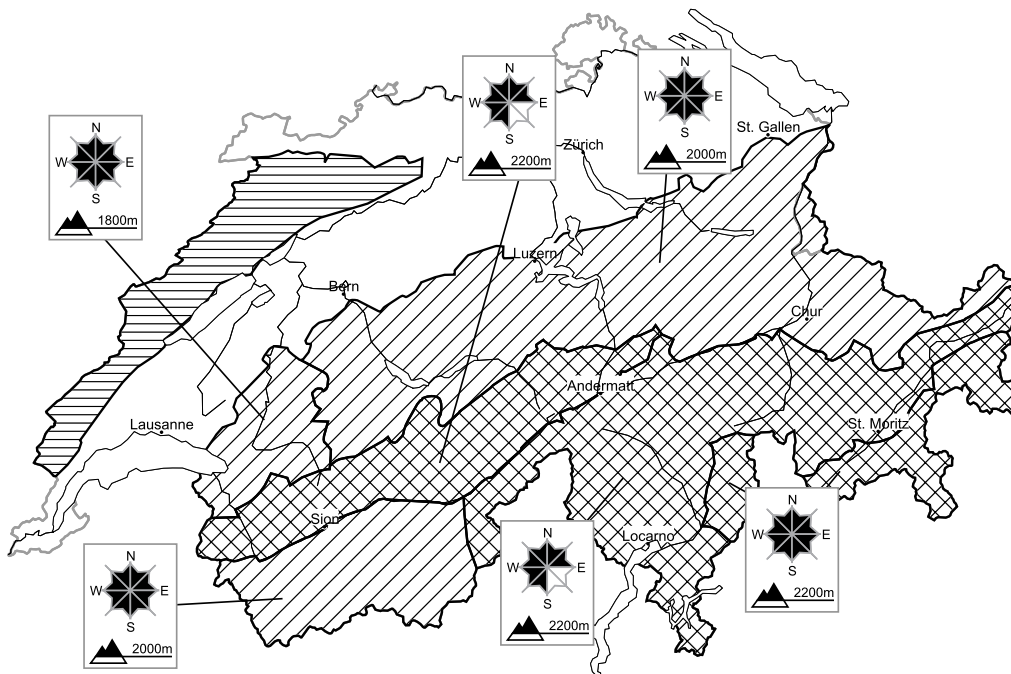 N
W E
S
2200m
N
W E
S
2000m
N
W E
S
1800m
St. Gallen
Zürich
Luzern
Bern
Chur
Andermatt
Lausanne
St. Moritz
Sion
Locarno
N
W E
S
2200m
N
W E
S
2200m
N
W E
S
2000m